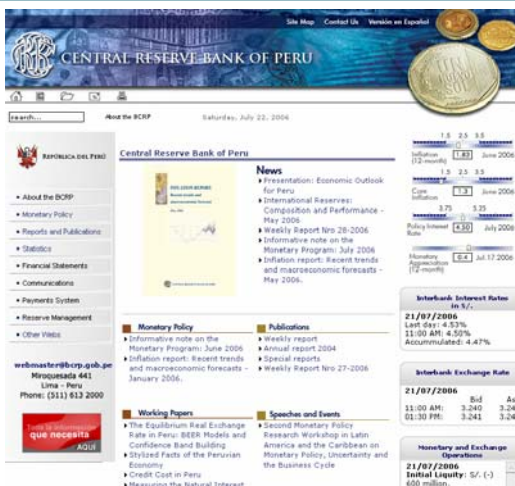 Site Map   Contact Us   Versión en Español
CENTRAL RESERVE BANK OF PERU
UN
SOL
search...
About the BCRP
Saturday, July 22, 2006
REPÚBLICA DEL PERÚ
• About the BCRP
• Monetary Policy
• Reports and Publications
• Statistics
• Financial Statements
• Communications
• Payments System
• Reserve Management
• Other Webs
webmaster@bcrp.gob.pe
Miroquesada 441
Lima - Peru
Phone: (511) 613 2000
que necesita
AQUÍ
Central Reserve Bank of Peru
INFLATION REPORT
News
Presentation: Economic Outlook
for Peru
International Reserves:
Composition and Performance -
May 2006
Weekly Report Nro 28-2006
Informative note on the
Monetary Program: July 2006
Inflation report: Recent trends
and macroeconomic forecasts -
May 2006.
Monetary Policy
Informative note on the
Monetary Program: June 2006
Inflation report: Recent trends
and macroeconomic forecasts -
January 2006.
Publications
Weekly report
Annual report 2004
Special reports
Weekly Report Nro 27-2006
Working Papers
The Equilibrium Real Exchange
Rate in Peru: BEER Models and
Confidence Band Building
Stylized Facts of the Peruvian
Economy
Credit Cost in Peru
Measuring the Natural Interest
Speeches and Events
Second Monetary Policy
Research Workshop in Latin
America and the Caribbean on
Monetary Policy, Uncertainty and
the Business Cycle
1.5 2.5 3.5
Inflation (12-month) 1.83 June 2006
1.5 2.5 3.5
Core Inflation 1.3 June 2006
3.75 5.25
Policy Interest Rate 4.50 July 2006
Monetary Appreciation (12-month) 0.4 Jul.17 2006
Interbank Interest Rates
in S/.
21/07/2006
Last day: 4.53%
11:00 AM: 4.50%
Accumulated: 4.47%
Interbank Exchange Rate
21/07/2006
Bid As
11:00 AM: 3.240 3.24
01:30 PM: 3.241 3.24
Monetary and Exchange
Operations
21/07/2006
Initial Liquity: S/. (-)
600 million.